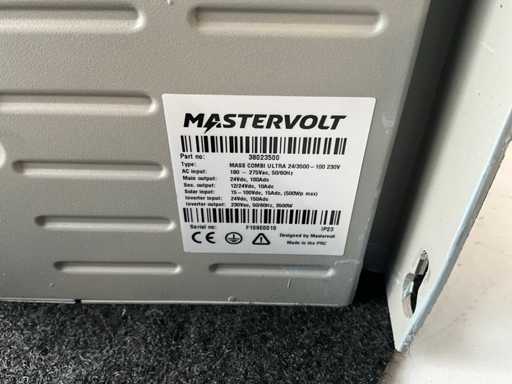 MASTERVOLT
Part no: 38023500
Type: MASS COMBI ULTRA 24/3500-100 230V
AC input: 180 - 275Vac, 50/60Hz
Main output: 24Vdc, 100Adc
Sec. output: 12/24Vdc, 10Adc
Solar input: 15-100Vdc, 15Adc, (500Wp max)
Inverter input: 24Vdc, 150Adc
Inverter output: 230Vac, 50/60Hz, 3500W
Serial no: IP23
CE
Designed by Mastervolt
Made in the PRC